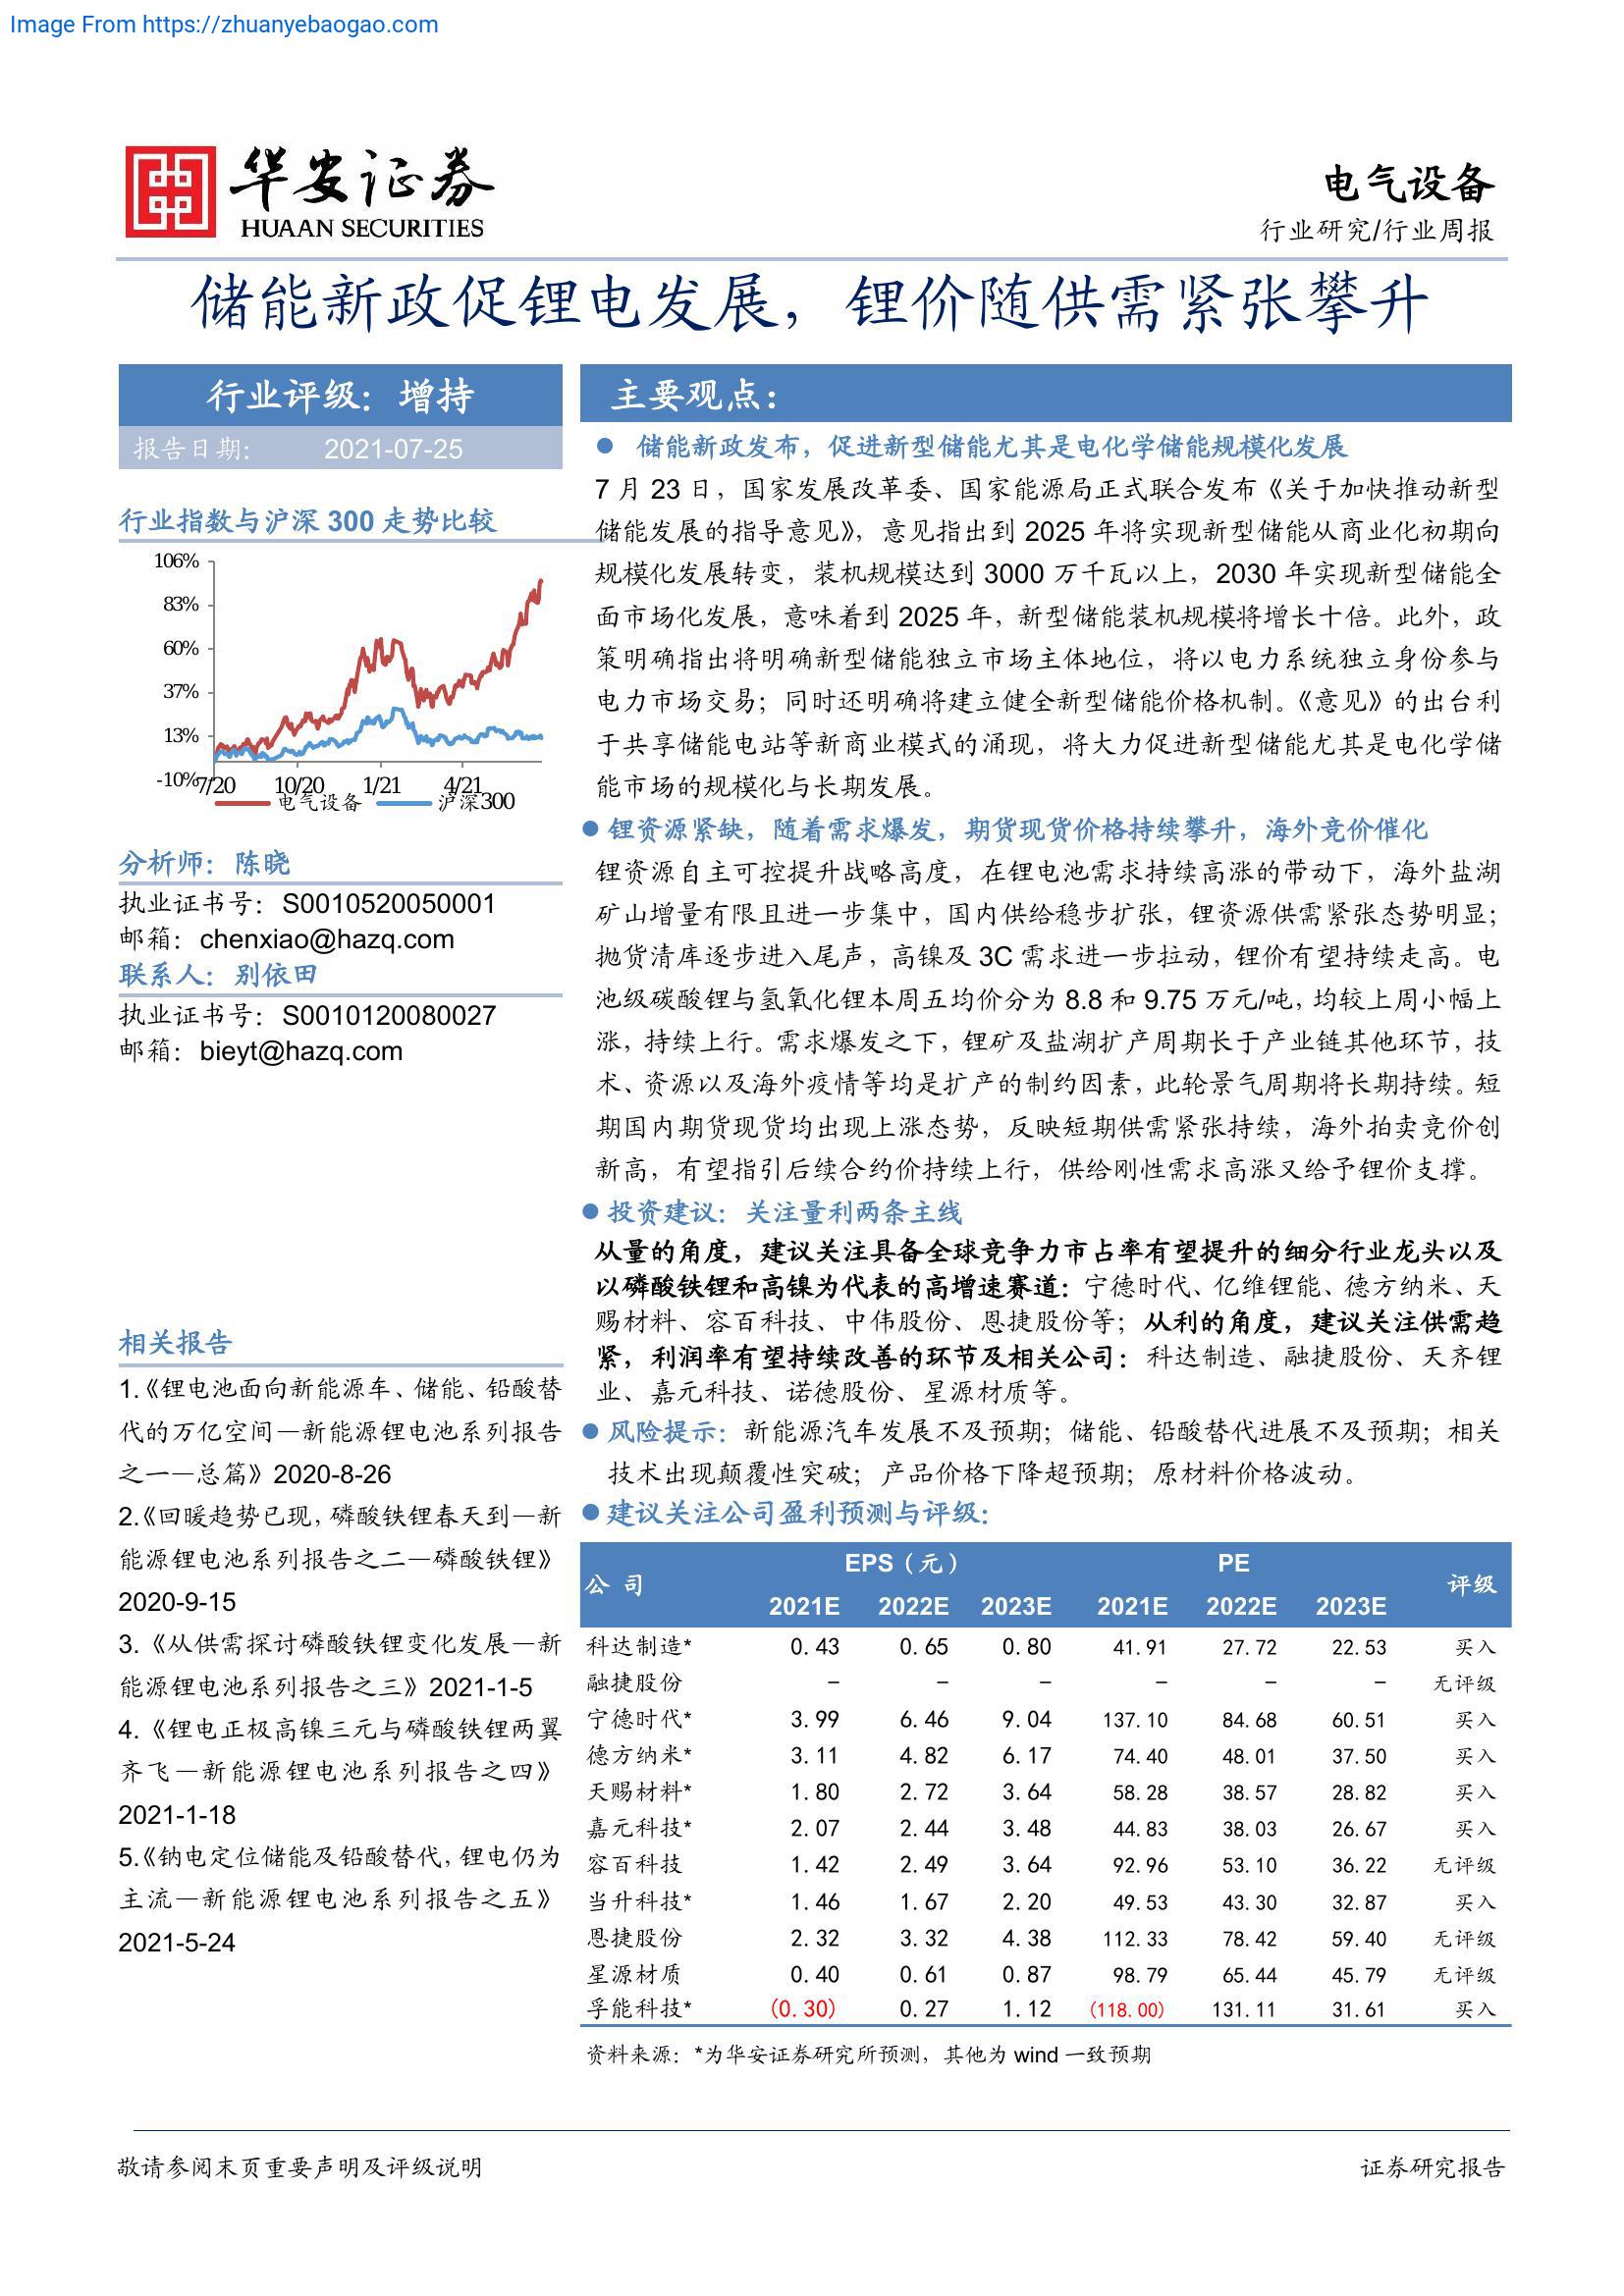 Image From https://zhuanyebaogao.com
华安证券
HUAAN SECURITIES
电气设备
行业研究/行业周报
储能新政促锂电发展，锂价随供需紧张攀升
行业评级：增持
报告日期： 2021-07-25
行业指数与沪深 300 走势比较
106%
83%
60%
37%
13%
-10%
7/20 10/20 1/21 4/21
电气设备 沪深300
分析师：陈晓
执业证书号：S0010520050001
邮箱：chenxiao@hazq.com
联系人：别依田
执业证书号：S0010120080027
邮箱：bieyt@hazq.com
相关报告
1.《锂电池面向新能源车、储能、铅酸替
代的万亿空间—新能源锂电池系列报告
之一—总篇》2020-8-26
2.《回暖趋势已现，磷酸铁锂春天到—新
能源锂电池系列报告之二—磷酸铁锂》
2020-9-15
3.《从供需探讨磷酸铁锂变化发展—新
能源锂电池系列报告之三》2021-1-5
4.《锂电正极高镍三元与磷酸铁锂两翼
齐飞—新能源锂电池系列报告之四》
2021-1-18
5.《钠电定位储能及铅酸替代，锂电仍为
主流—新能源锂电池系列报告之五》
2021-5-24
主要观点：
● 储能新政发布，促进新型储能尤其是电化学储能规模化发展
7 月 23 日，国家发展改革委、国家能源局正式联合发布《关于加快推动新型
储能发展的指导意见》，意见指出到 2025 年将实现新型储能从商业化初期向
规模化发展转变，装机规模达到 3000 万千瓦以上，2030 年实现新型储能全
面市场化发展，意味着到 2025 年，新型储能装机规模将增长十倍。此外，政
策明确指出将明确新型储能独立市场主体地位，将以电力系统独立身份参与
电力市场交易；同时还明确将建立健全新型储能价格机制。《意见》的出台利
于共享储能电站等新商业模式的涌现，将大力促进新型储能尤其是电化学储
能市场的规模化与长期发展。
● 锂资源紧缺，随着需求爆发，期货现货价格持续攀升，海外竞价催化
锂资源自主可控提升战略高度，在锂电池需求持续高涨的带动下，海外盐湖
矿山增量有限且进一步集中，国内供给稳步扩张，锂资源供需紧张态势明显；
抛货清库逐步进入尾声，高镍及 3C 需求进一步拉动，锂价有望持续走高。电
池级碳酸锂与氢氧化锂本周五均价分为 8.8 和 9.75 万元/吨，均较上周小幅上
涨，持续上行。需求爆发之下，锂矿及盐湖扩产周期长于产业链其他环节，技
术、资源以及海外疫情等均是扩产的制约因素，此轮景气周期将长期持续。短
期国内期货现货均出现上涨态势，反映短期供需紧张持续，海外拍卖竞价创
新高，有望指引后续合约价持续上行，供给刚性需求高涨又给予锂价支撑。
● 投资建议：关注量利两条主线
从量的角度，建议关注具备全球竞争力市占率有望提升的细分行业龙头以及
以磷酸铁锂和高镍为代表的高增速赛道：宁德时代、亿维锂能、德方纳米、天
赐材料、容百科技、中伟股份、恩捷股份等；从利的角度，建议关注供需趋
紧，利润率有望持续改善的环节及相关公司：科达制造、融捷股份、天齐锂
业、嘉元科技、诺德股份、星源材质等。
● 风险提示：新能源汽车发展不及预期；储能、铅酸替代进展不及预期；相关
技术出现颠覆性突破；产品价格下降超预期；原材料价格波动。
● 建议关注公司盈利预测与评级：
公 司 EPS（元） PE 评级
2021E 2022E 2023E 2021E 2022E 2023E
科达制造* 0.43 0.65 0.80 41.91 27.72 22.53 买入
融捷股份 – – – – – – 无评级
宁德时代* 3.99 6.46 9.04 137.10 84.68 60.51 买入
德方纳米* 3.11 4.82 6.17 74.40 48.01 37.50 买入
天赐材料* 1.80 2.72 3.64 58.28 38.57 28.82 买入
嘉元科技* 2.07 2.44 3.48 44.83 38.03 26.67 买入
容百科技 1.42 2.49 3.64 92.96 53.10 36.22 无评级
当升科技* 1.46 1.67 2.20 49.53 43.30 32.87 买入
恩捷股份 2.32 3.32 4.38 112.33 78.42 59.40 无评级
星源材质 0.40 0.61 0.87 98.79 65.44 45.79 无评级
孚能科技* (0.30) 0.27 1.12 (118.00) 131.11 31.61 买入
资料来源：*为华安证券研究所预测，其他为 wind 一致预期
敬请参阅末页重要声明及评级说明
证券研究报告